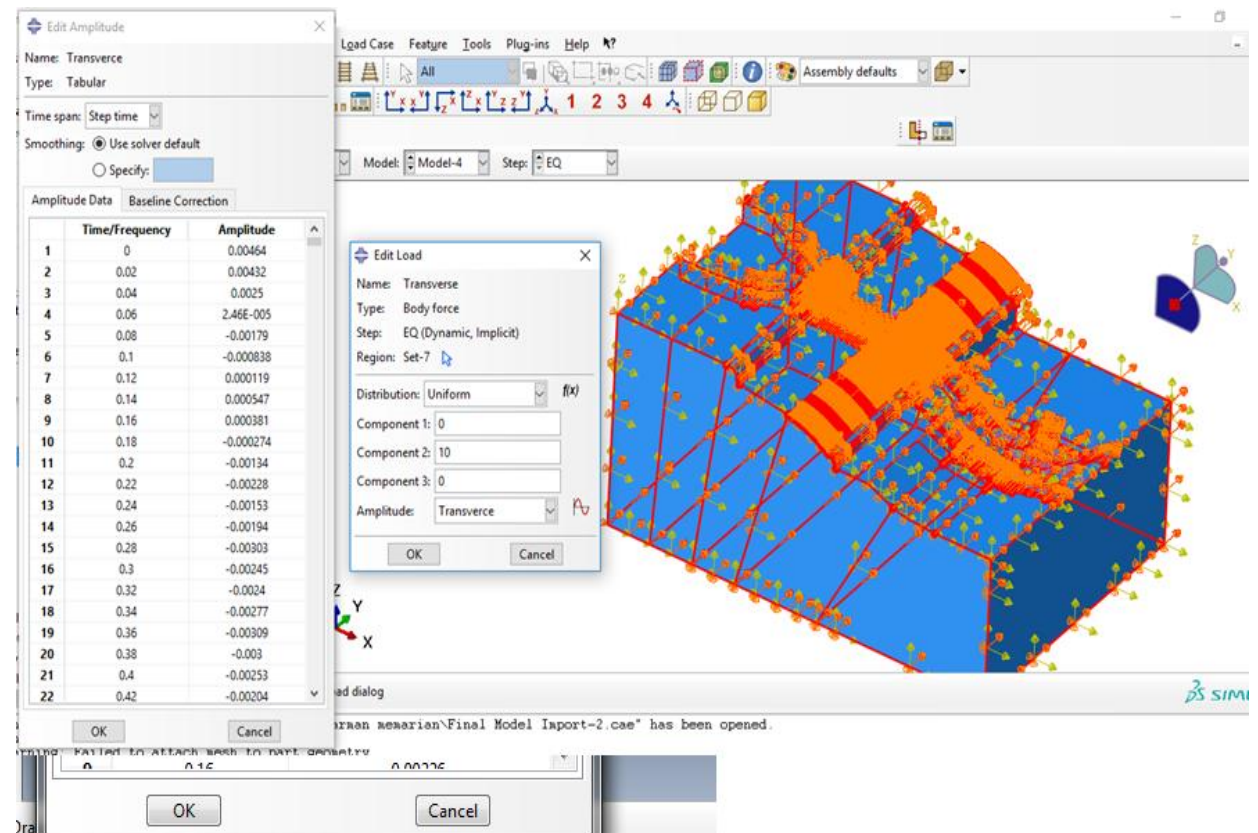 Edit Amplitude
Name: Transverce
Type: Tabular
Time span: Step time
Smoothing: Use solver default
Specify:
Amplitude Data Baseline Correction
Time/Frequency Amplitude
1 0 0.00464
2 0.02 0.00432
3 0.04 0.0025
4 0.06 2.46E-005
5 0.08 -0.00179
6 0.1 -0.000838
7 0.12 0.000119
8 0.14 0.000547
9 0.16 0.000381
10 0.18 -0.000274
11 0.2 -0.00134
12 0.22 -0.00228
13 0.24 -0.00153
14 0.26 -0.00194
15 0.28 -0.00303
16 0.3 -0.00245
17 0.32 -0.0024
18 0.34 -0.00277
19 0.36 -0.00309
20 0.38 -0.003
21 0.4 -0.00253
22 0.42 -0.00204
OK Cancel
Load Case Feature Tools Plug-ins Help
All Assembly defaults
1 2 3 4
Model: Model-4 Step: EQ
Edit Load
Name: Transverse
Type: Body force
Step: EQ (Dynamic, Implicit)
Region: Set-7
Distribution: Uniform f(x)
Component 1: 0
Component 2: 10
Component 3: 0
Amplitude: Transverce
OK Cancel
Z
Y
X
Z
Y
X
dialog
memarian\Final Model Import-2.cae" has been opened.
Failed to attach mesh to part geometry
0.16 0.00226
OK Cancel